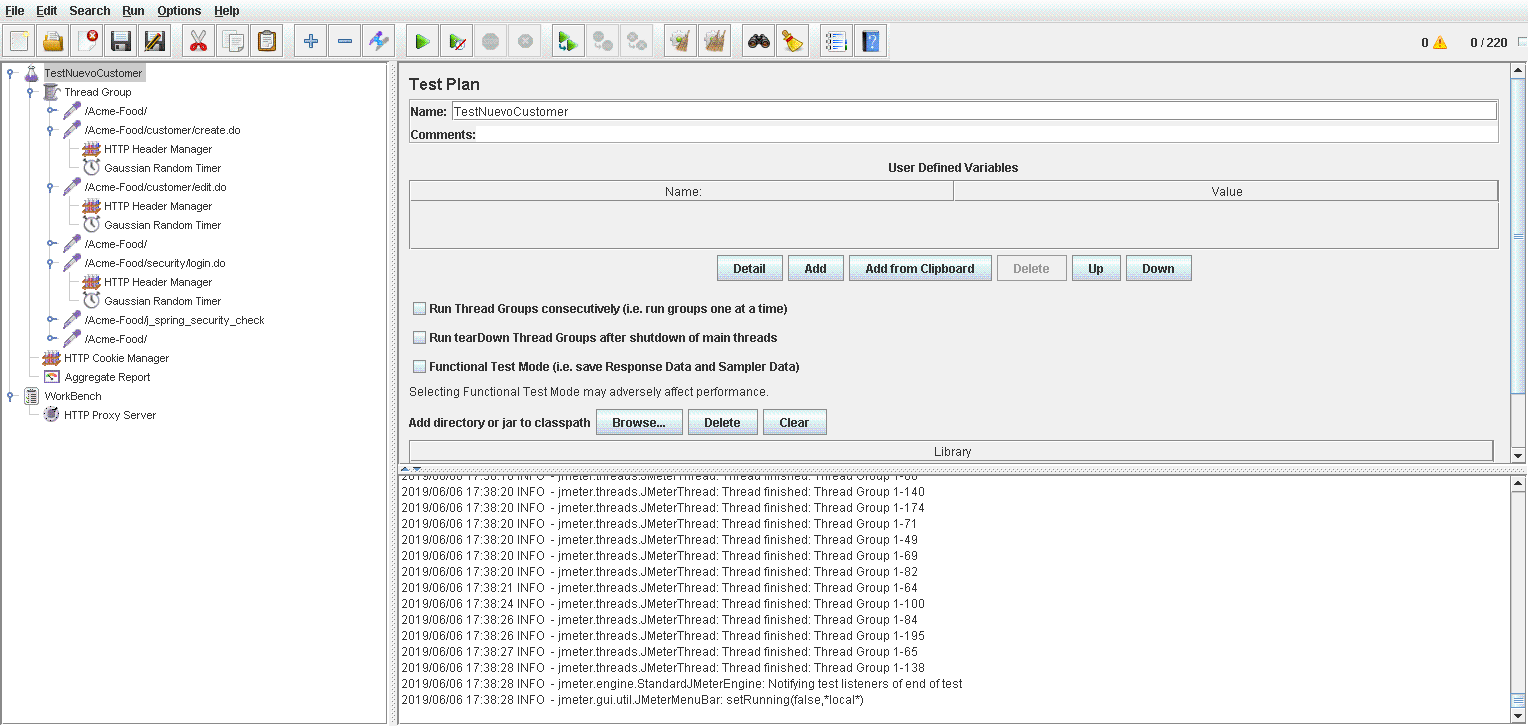 File Edit Search Run Options Help
0 0 / 220
TestNuevoCustomer
Thread Group
/Acme-Food/
/Acme-Food/customer/create.do
HTTP Header Manager
Gaussian Random Timer
/Acme-Food/customer/edit.do
HTTP Header Manager
Gaussian Random Timer
/Acme-Food/
/Acme-Food/security/login.do
HTTP Header Manager
Gaussian Random Timer
/Acme-Food/j_spring_security_check
/Acme-Food/
HTTP Cookie Manager
Aggregate Report
WorkBench
HTTP Proxy Server
Test Plan
Name: TestNuevoCustomer
Comments:
User Defined Variables
Name: Value
Detail Add Add from Clipboard Delete Up Down
Run Thread Groups consecutively (i.e. run groups one at a time)
Run tearDown Thread Groups after shutdown of main threads
Functional Test Mode (i.e. save Response Data and Sampler Data)
Selecting Functional Test Mode may adversely affect performance.
Add directory or jar to classpath Browse... Delete Clear
Library
INFO - jmeter.threads.JMeterThread: Thread finished: Thread Group
2019/06/06 17:38:20 INFO - jmeter.threads.JMeterThread: Thread finished: Thread Group 1-140
2019/06/06 17:38:20 INFO - jmeter.threads.JMeterThread: Thread finished: Thread Group 1-174
2019/06/06 17:38:20 INFO - jmeter.threads.JMeterThread: Thread finished: Thread Group 1-71
2019/06/06 17:38:20 INFO - jmeter.threads.JMeterThread: Thread finished: Thread Group 1-49
2019/06/06 17:38:20 INFO - jmeter.threads.JMeterThread: Thread finished: Thread Group 1-69
2019/06/06 17:38:20 INFO - jmeter.threads.JMeterThread: Thread finished: Thread Group 1-82
2019/06/06 17:38:21 INFO - jmeter.threads.JMeterThread: Thread finished: Thread Group 1-64
2019/06/06 17:38:24 INFO - jmeter.threads.JMeterThread: Thread finished: Thread Group 1-100
2019/06/06 17:38:26 INFO - jmeter.threads.JMeterThread: Thread finished: Thread Group 1-84
2019/06/06 17:38:26 INFO - jmeter.threads.JMeterThread: Thread finished: Thread Group 1-195
2019/06/06 17:38:27 INFO - jmeter.threads.JMeterThread: Thread finished: Thread Group 1-65
2019/06/06 17:38:28 INFO - jmeter.threads.JMeterThread: Thread finished: Thread Group 1-138
2019/06/06 17:38:28 INFO - jmeter.engine.StandardJMeterEngine: Notifying test listeners of end of test
2019/06/06 17:38:28 INFO - jmeter.gui.util.JMeterMenuBar: setRunning(false,*local*)